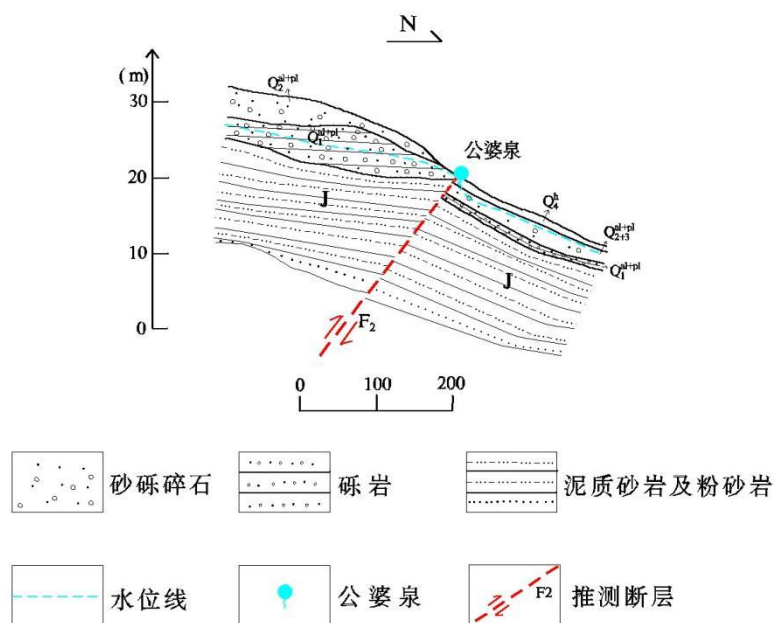 N
(m)
30
20
10
0
Q₂ᵃˡ⁺ᵖˡ
Q₁ᵃˡ⁺ᵖˡ
公婆泉
Q₄ʰ
Q₂₊₃ᵃˡ⁺ᵖˡ
Q₁ᵃˡ⁺ᵖˡ
J
J
F₂
0 100 200
砂砾碎石
砾岩
泥质砂岩及粉砂岩
水位线
公婆泉
F2
推测断层